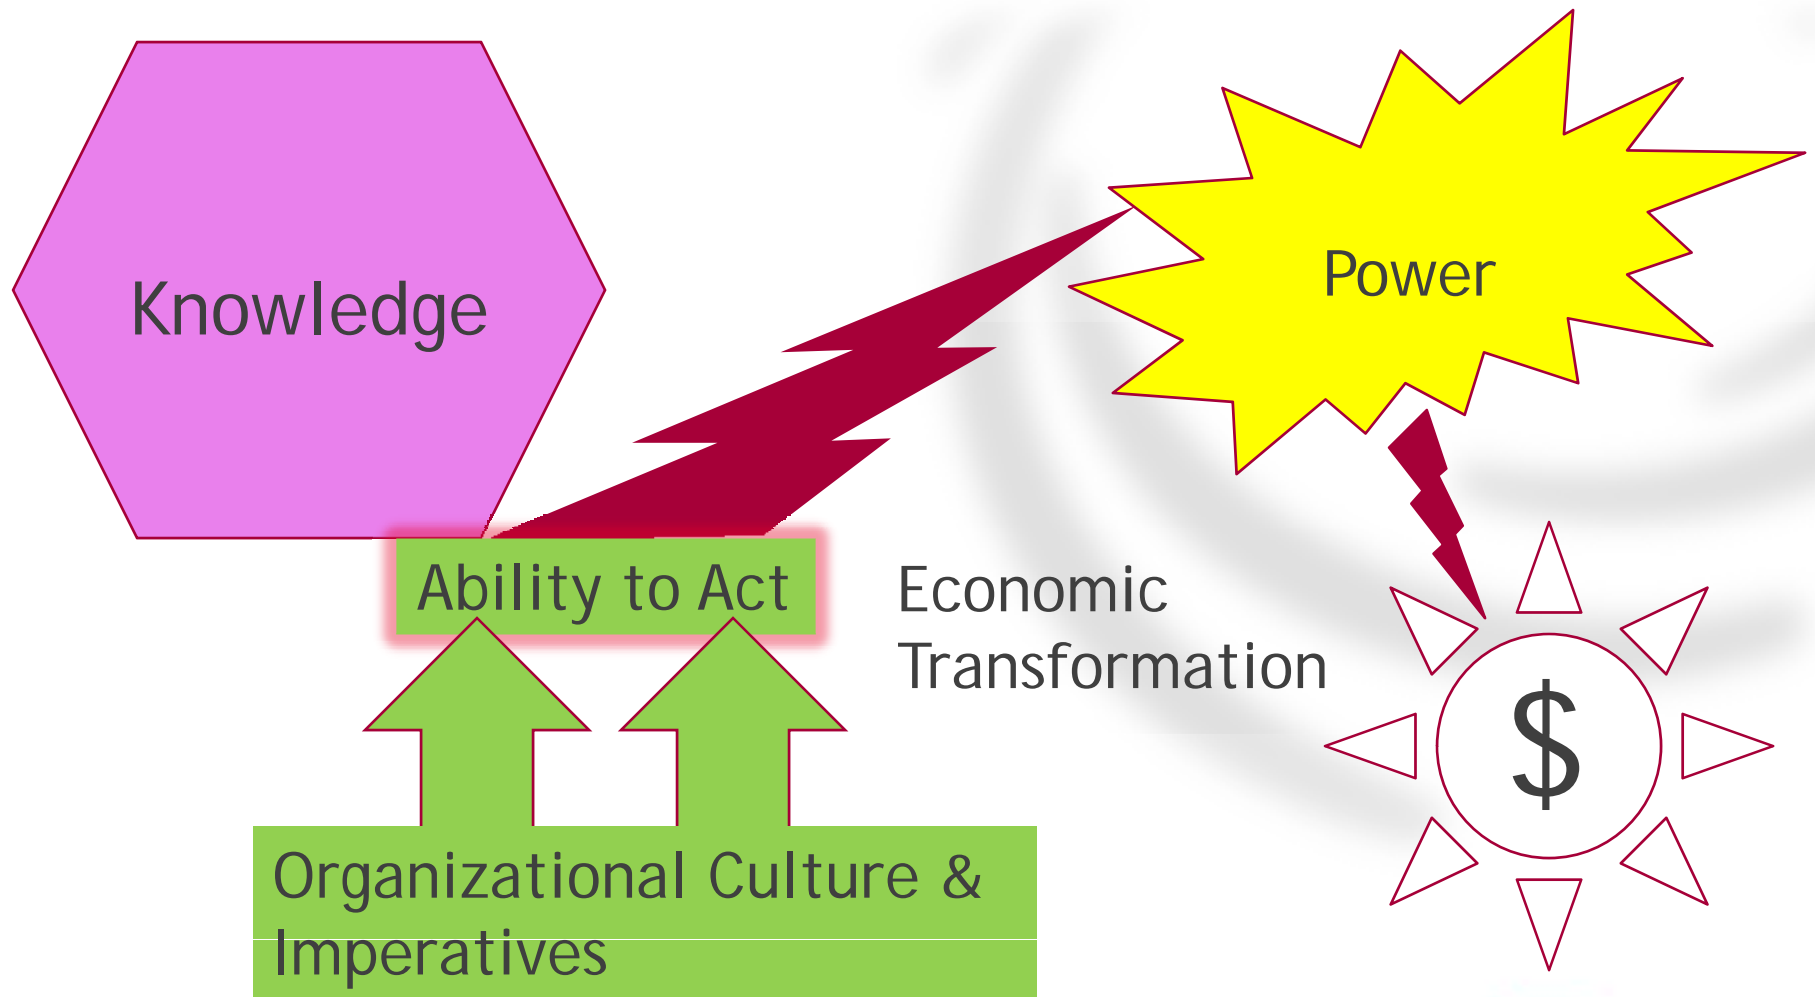 Knowledge
Power
Ability to Act
Economic
Transformation
$
Organizational Culture &
Imperatives